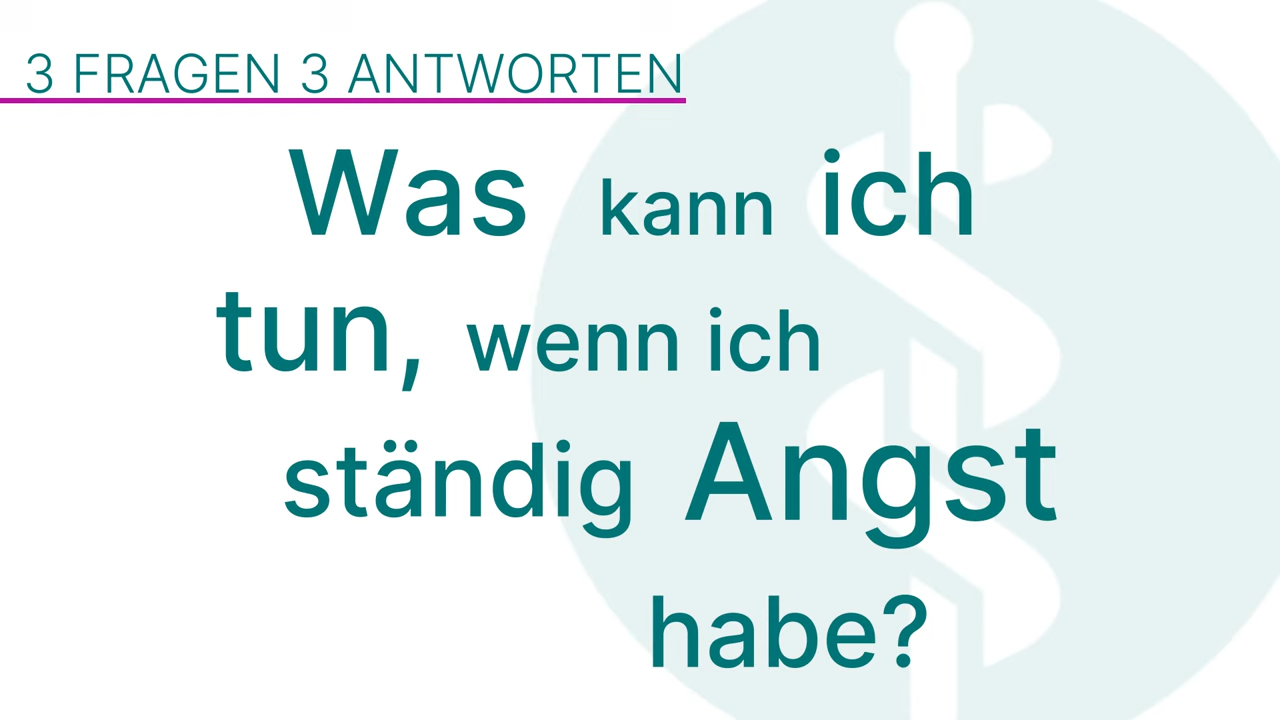 3 FRAGEN 3 ANTWORTEN
Was kann ich
tun, wenn ich
ständig Angst
habe?